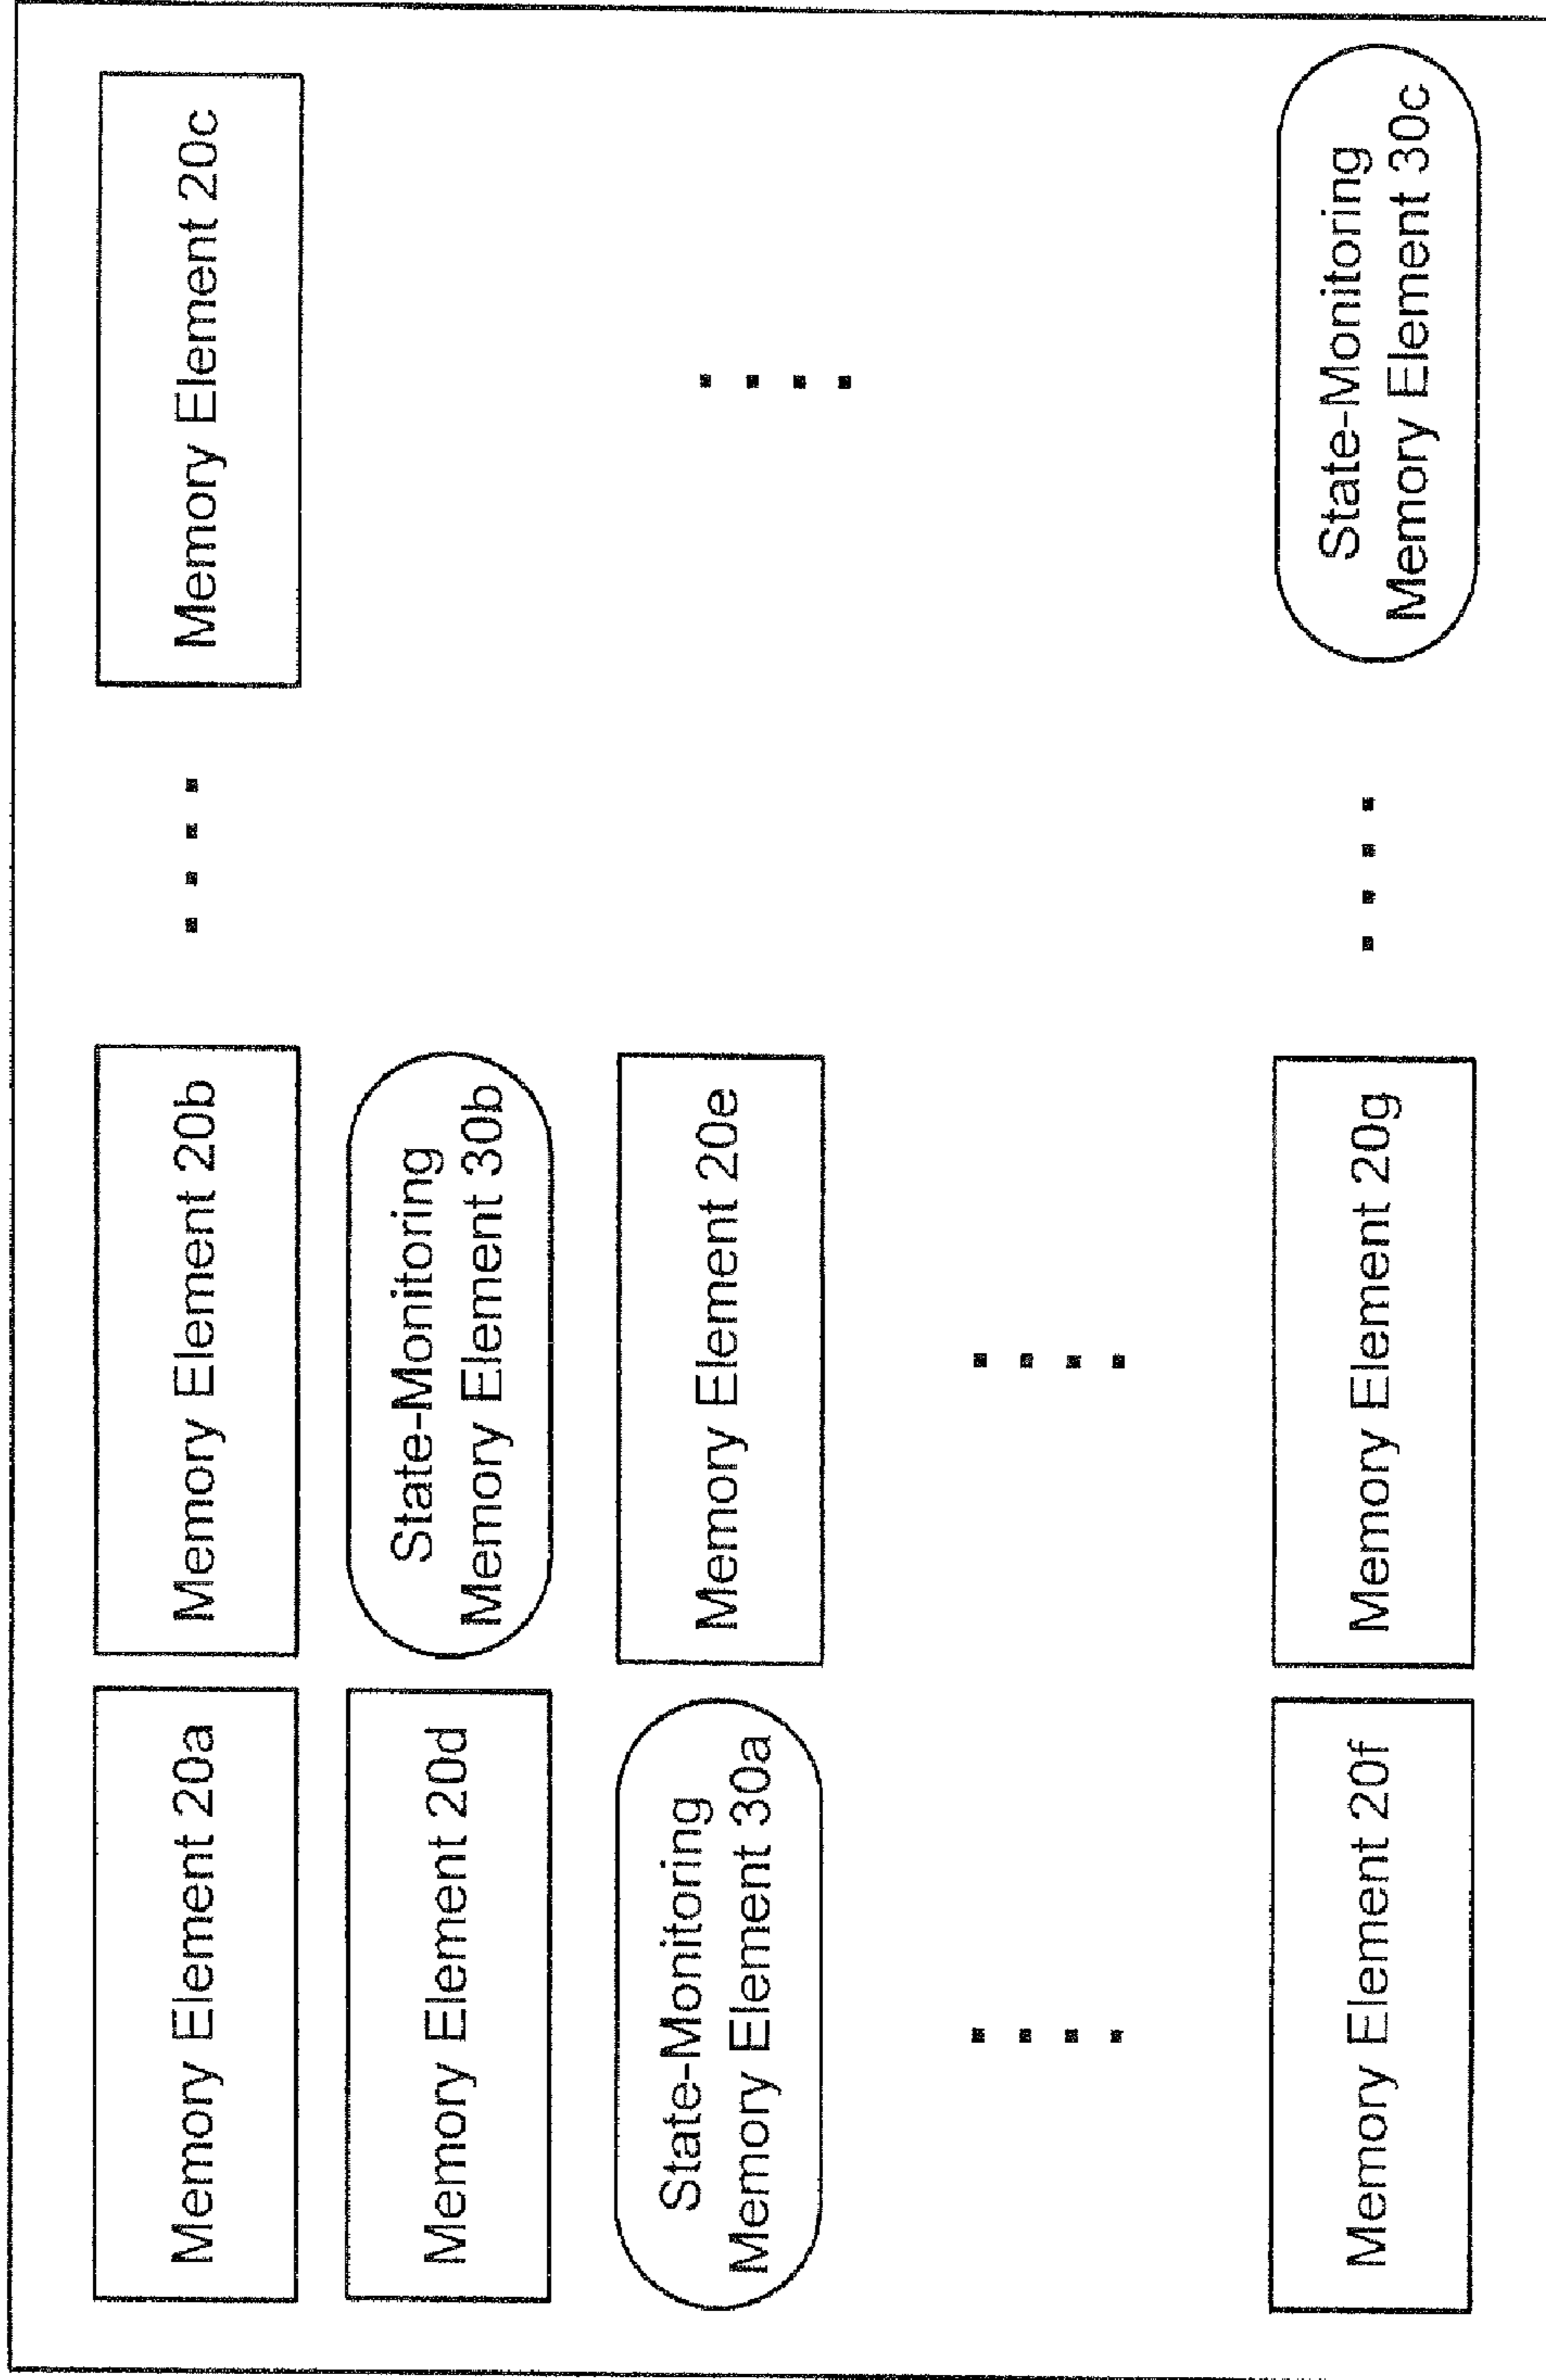 Memory Element 20a
Memory Element 20b
Memory Element 20c
Memory Element 20d
State-Monitoring
Memory Element 30b
State-Monitoring
Memory Element 30a
Memory Element 20e
Memory Element 20f
Memory Element 20g
State-Monitoring
Memory Element 30c